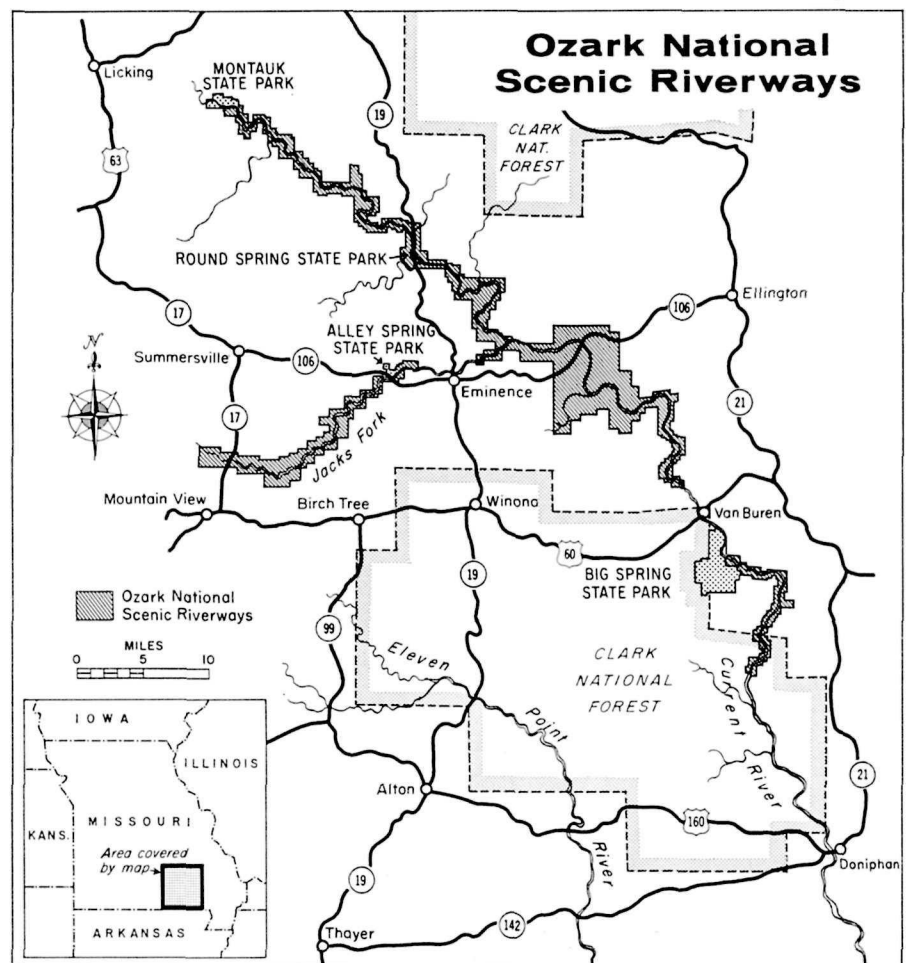 Ozark National
Scenic Riverways
Licking
MONTAUK
STATE PARK
19
CLARK
NAT.
FOREST
63
ROUND SPRING STATE PARK
Ellington
17
106
ALLEY SPRING
STATE PARK
N
Summersville
106
Eminence
21
17
Jacks Fork
Mountain View
Birch Tree
Winona
Van Buren
60
BIG SPRING
STATE PARK
19
Ozark National
Scenic Riverways
99
MILES
0 5 10
Eleven
Point
River
CLARK
NATIONAL
FOREST
Current
River
IOWA
ILLINOIS
MISSOURI
KANS.
Area covered
by map
ARKANSAS
Alton
21
160
Doniphan
19
142
Thayer